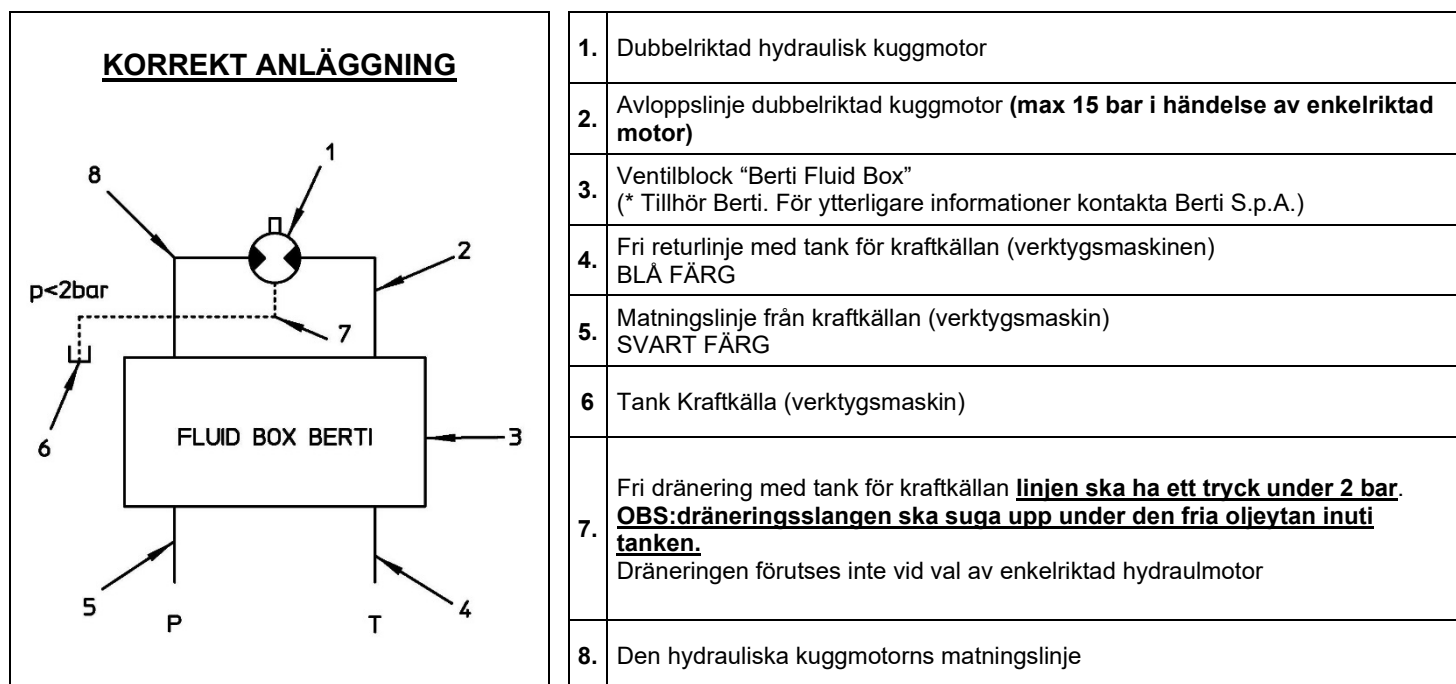 KORREKT ANLÄGGNING
1
8
2
p<2bar
7
6
FLUID BOX BERTI
3
5
P
T
4
1. Dubbelriktad hydraulisk kuggmotor
2. Avloppslinje dubbelriktad kuggmotor (max 15 bar i händelse av enkelriktad
motor)
3. Ventilblock “Berti Fluid Box”
(* Tillhör Berti. För ytterligare informationer kontakta Berti S.p.A.)
4. Fri returlinje med tank för kraftkällan (verktygsmaskinen)
BLÅ FÄRG
5. Matningslinje från kraftkällan (verktygsmaskin)
SVART FÄRG
6 Tank Kraftkälla (verktygsmaskin)
7. Fri dränering med tank för kraftkällan linjen ska ha ett tryck under 2 bar.
OBS:dräneringsslangen ska suga upp under den fria oljeytan inuti
tanken.
Dräneringen förutses inte vid val av enkelriktad hydraulmotor
8. Den hydrauliska kuggmotorns matningslinje